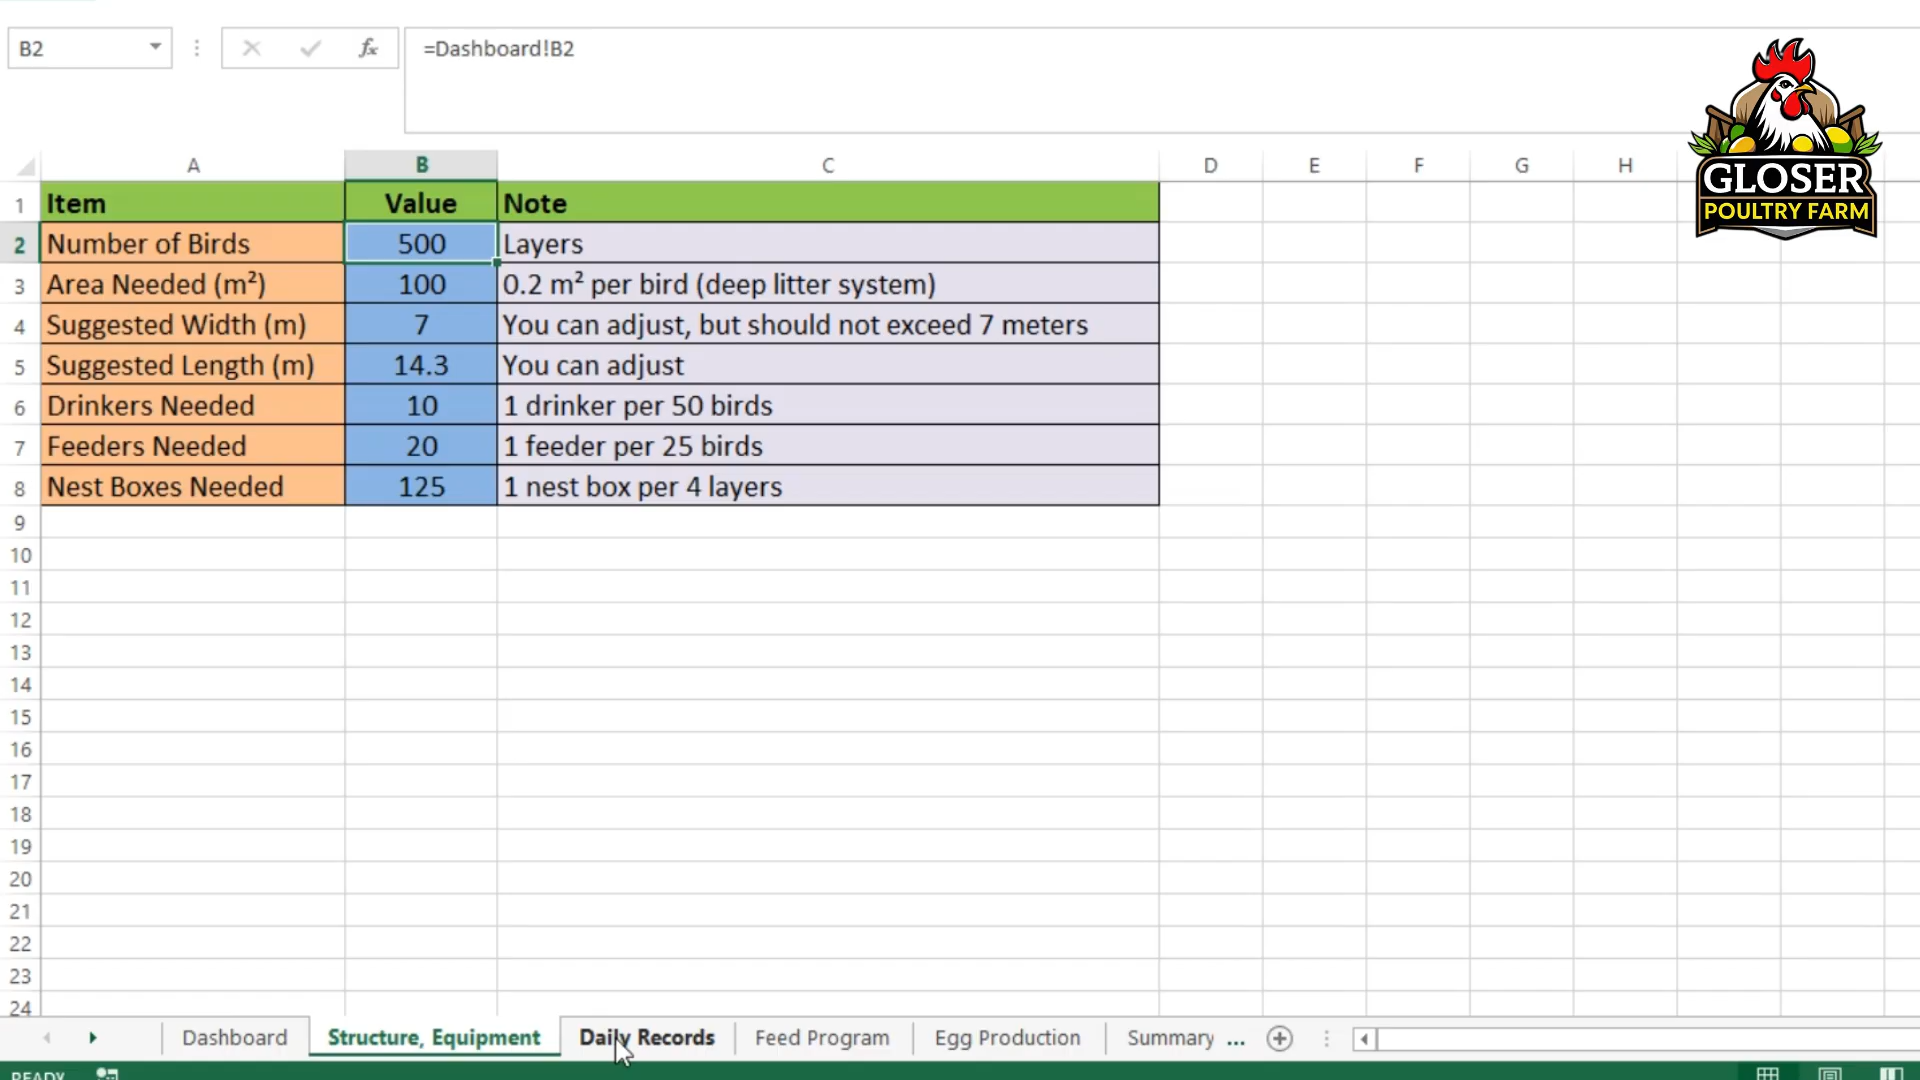 B2 fx =Dashboard!B2
GLOSER
POULTRY FARM
A B C D E F G H
1 Item Value Note
2 Number of Birds 500 Layers
3 Area Needed (m²) 100 0.2 m² per bird (deep litter system)
4 Suggested Width (m) 7 You can adjust, but should not exceed 7 meters
5 Suggested Length (m) 14.3 You can adjust
6 Drinkers Needed 10 1 drinker per 50 birds
7 Feeders Needed 20 1 feeder per 25 birds
8 Nest Boxes Needed 125 1 nest box per 4 layers
9
10
11
12
13
14
15
16
17
18
19
20
21
22
23
24
Dashboard Structure, Equipment Daily Records Feed Program Egg Production Summary ...
READY